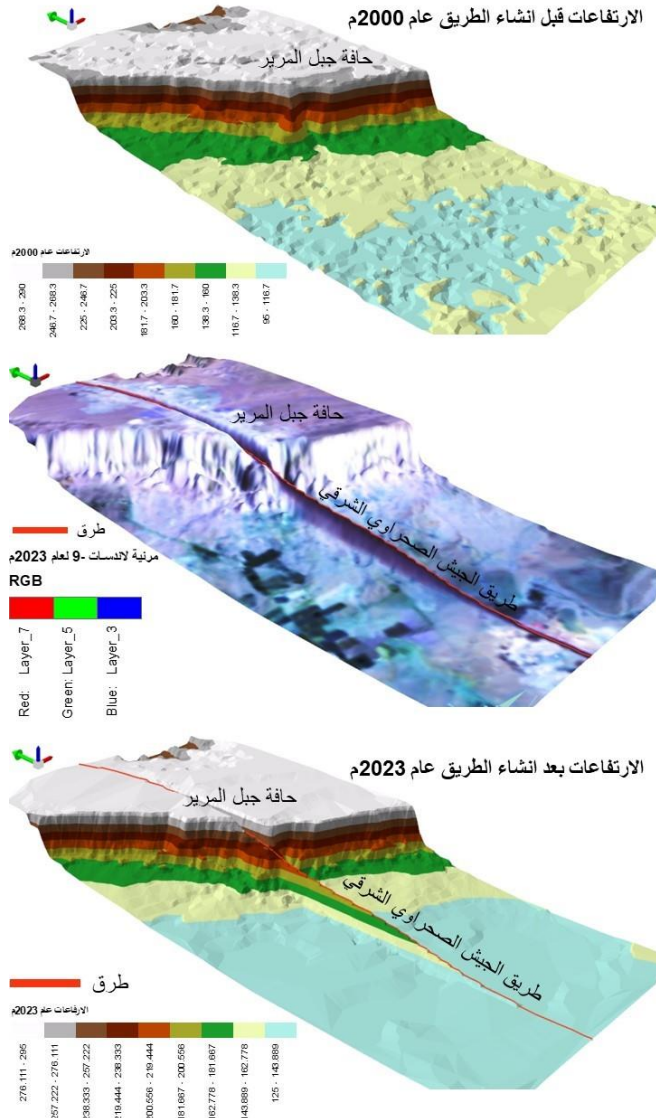 الارتفاعات قبل انشاء الطريق عام 2000م
حافة جبل المرير
الارتفاعات عام 2000م
268.3 - 290
246.7 - 268.3
225 - 246.7
203.3 - 225
181.7 - 203.3
160 - 181.7
138.3 - 160
116.7 - 138.3
95 - 116.7
حافة جبل المرير
طريق الجيش الصحراوي الشرقي
طرق
مرئية لاندسات -9 لعام 2023م
RGB
Red: Layer_7
Green: Layer_5
Blue: Layer_3
الارتفاعات بعد انشاء الطريق عام 2023م
حافة جبل المرير
طريق الجيش الصحراوي الشرقي
طرق
الارتفاعات عام 2023م
276.111 - 295
257.222 - 276.111
238.333 - 257.222
219.444 - 238.333
200.556 - 219.444
181.667 - 200.556
162.778 - 181.667
143.889 - 162.778
125 - 143.889